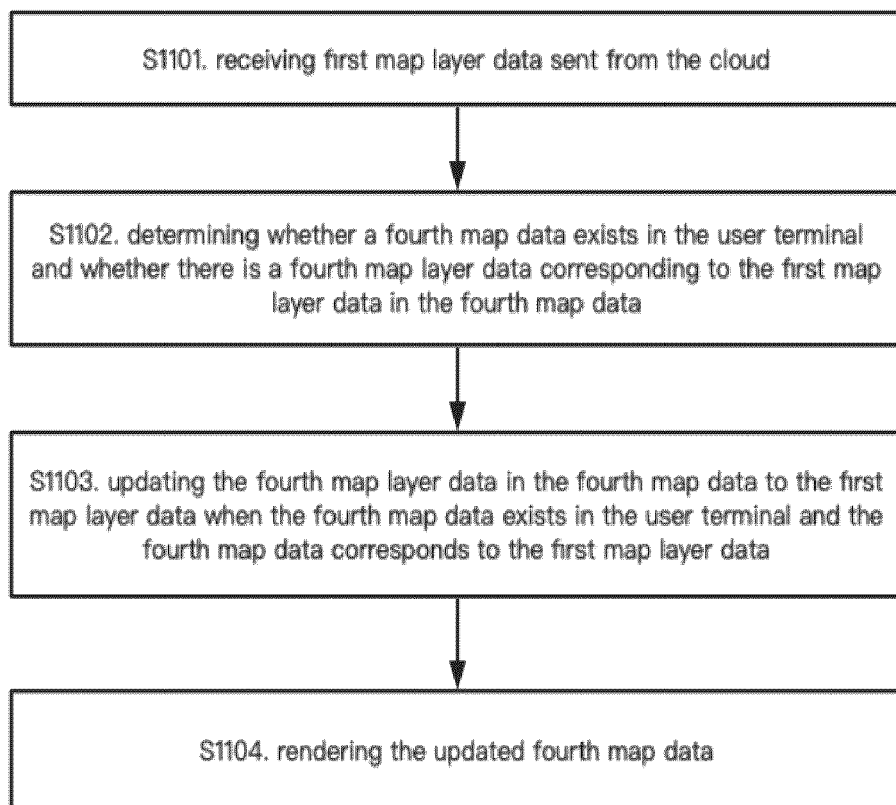 S1101. receiving first map layer data sent from the cloud
S1102. determining whether a fourth map data exists in the user terminal
and whether there is a fourth map layer data corresponding to the first map
layer data in the fourth map data
S1103. updating the fourth map layer data in the fourth map data to the first
map layer data when the fourth map data exists in the user terminal and the
fourth map data corresponds to the first map layer data
S1104. rendering the updated fourth map data